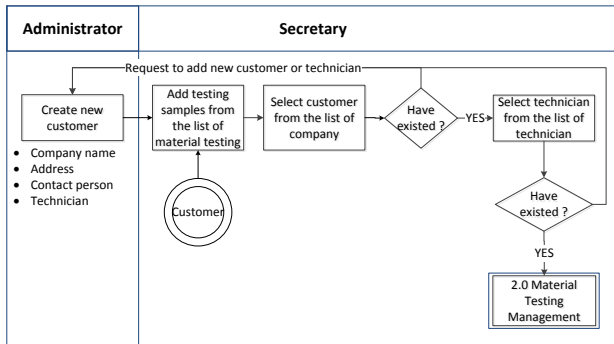 Administrator
Secretary
Request to add new customer or technician
Create new
customer
Add testing
samples from
the list of
material testing
Select customer
from the list of
company
Have
existed ?
YES
Select technician
from the list of
technician
• Company name
• Address
• Contact person
• Technician
Customer
Have
existed ?
YES
2.0 Material
Testing
Management